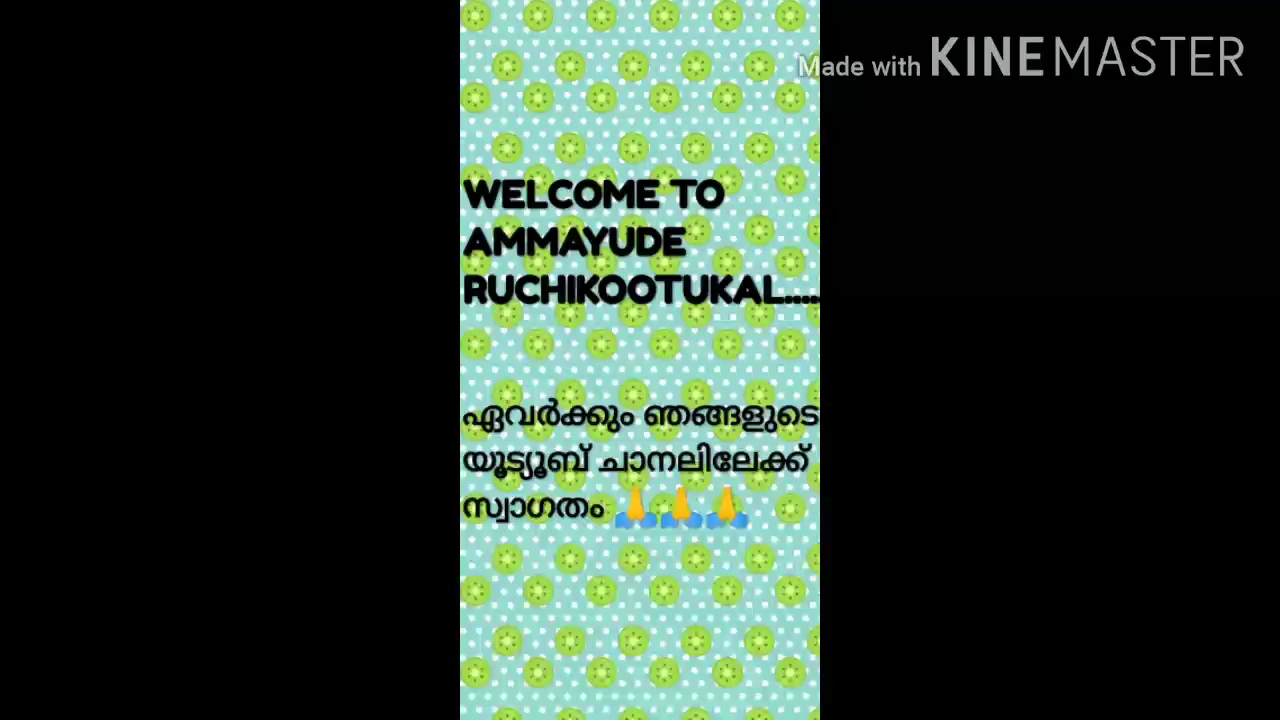 Made with KINEMASTER
WELCOME TO
AMMAYUDE
RUCHIKOOTUKAL....
ഏവർക്കും ഞങ്ങളുടെ
യൂട്യൂബ് ചാനലിലേക്ക്
സ്വാഗതം 🙏🙏🙏